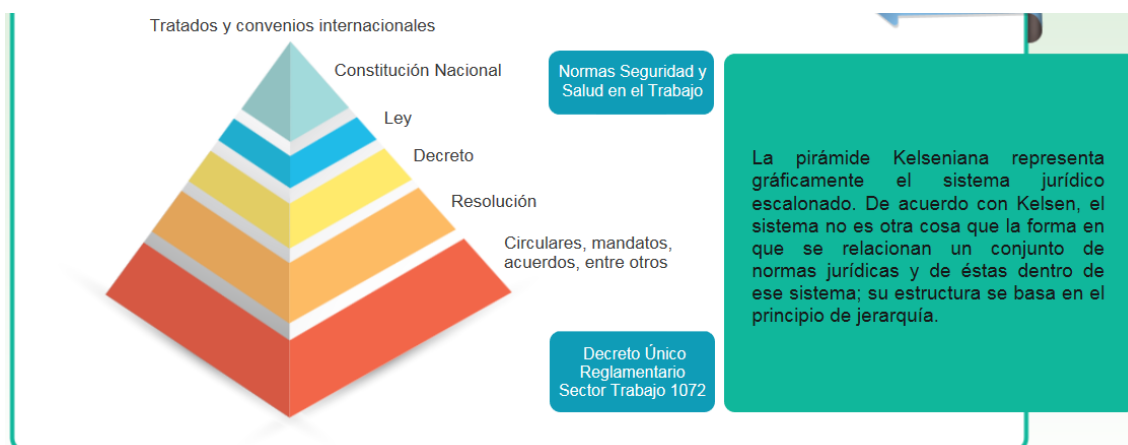 Tratados y convenios internacionales
Constitución Nacional
Ley
Decreto
Resolución
Circulares, mandatos,
acuerdos, entre otros
Normas Seguridad y
Salud en el Trabajo
Decreto Único
Reglamentario
Sector Trabajo 1072
La pirámide Kelseniana representa
gráficamente el sistema jurídico
escalonado. De acuerdo con Kelsen, el
sistema no es otra cosa que la forma en
que se relacionan un conjunto de
normas jurídicas y de éstas dentro de
ese sistema; su estructura se basa en el
principio de jerarquía.